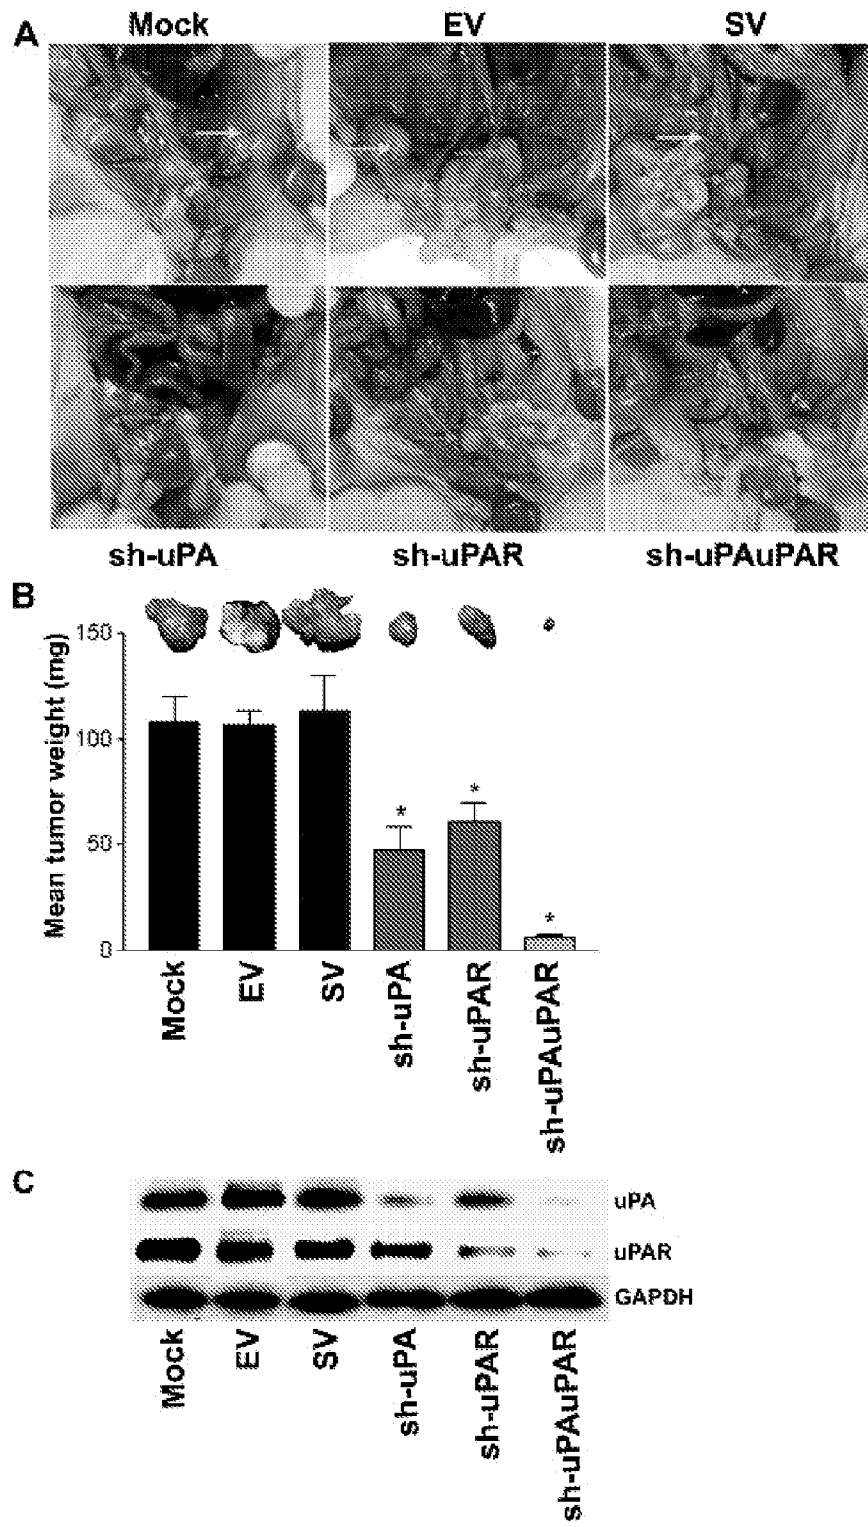 A
Mock EV SV
sh-uPA sh-uPAR sh-uPAuPAR
B
Mean tumor weight (mg)
150
100
50
0
* * *
Mock EV SV sh-uPA sh-uPAR sh-uPAuPAR
C
uPA
uPAR
GAPDH
Mock EV SV sh-uPA sh-uPAR sh-uPAuPAR